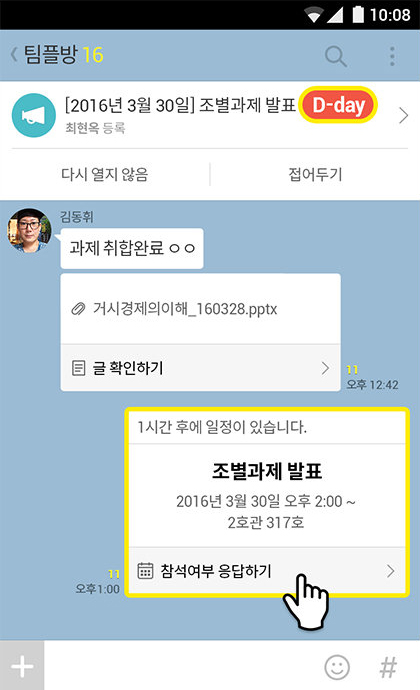 10:08
팀플방 16
[2016년 3월 30일] 조별과제 발표 D-day
최현옥 등록
다시 열지 않음 접어두기
김동휘
과제 취합완료 ㅇㅇ
거시경제의이해_160328.pptx
글 확인하기
11
오후 12:42
1시간 후에 일정이 있습니다.
조별과제 발표
2016년 3월 30일 오후 2:00 ~
2호관 317호
참석여부 응답하기
11
오후1:00
+ #